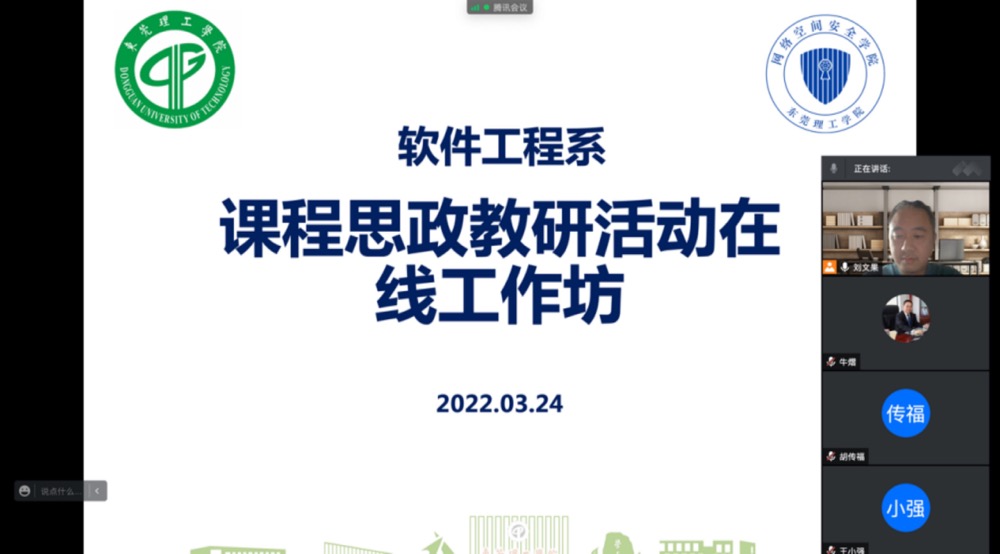 腾讯会议
东莞理工学院
DONGGUAN UNIVERSITY OF TECHNOLOGY
网络空间安全学院
东莞理工学院
软件工程系
课程思政教研活动在
线工作坊
2022.03.24
正在讲话:
刘文果
牛熠
传福
胡传福
小强
王小强
说点什么...